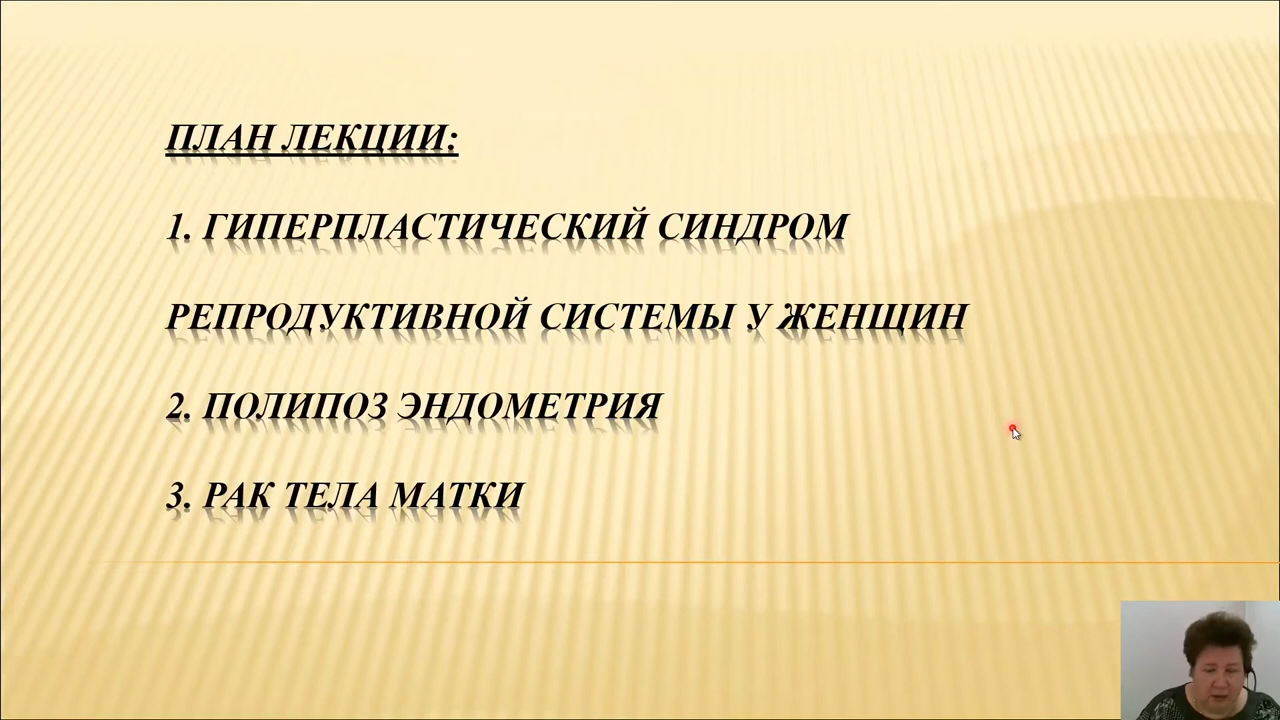 ПЛАН ЛЕКЦИИ:
1. ГИПЕРПЛАСТИЧЕСКИЙ СИНДРОМ
РЕПРОДУКТИВНОЙ СИСТЕМЫ У ЖЕНЩИН
2. ПОЛИПОЗ ЭНДОМЕТРИЯ
3. РАК ТЕЛА МАТКИ